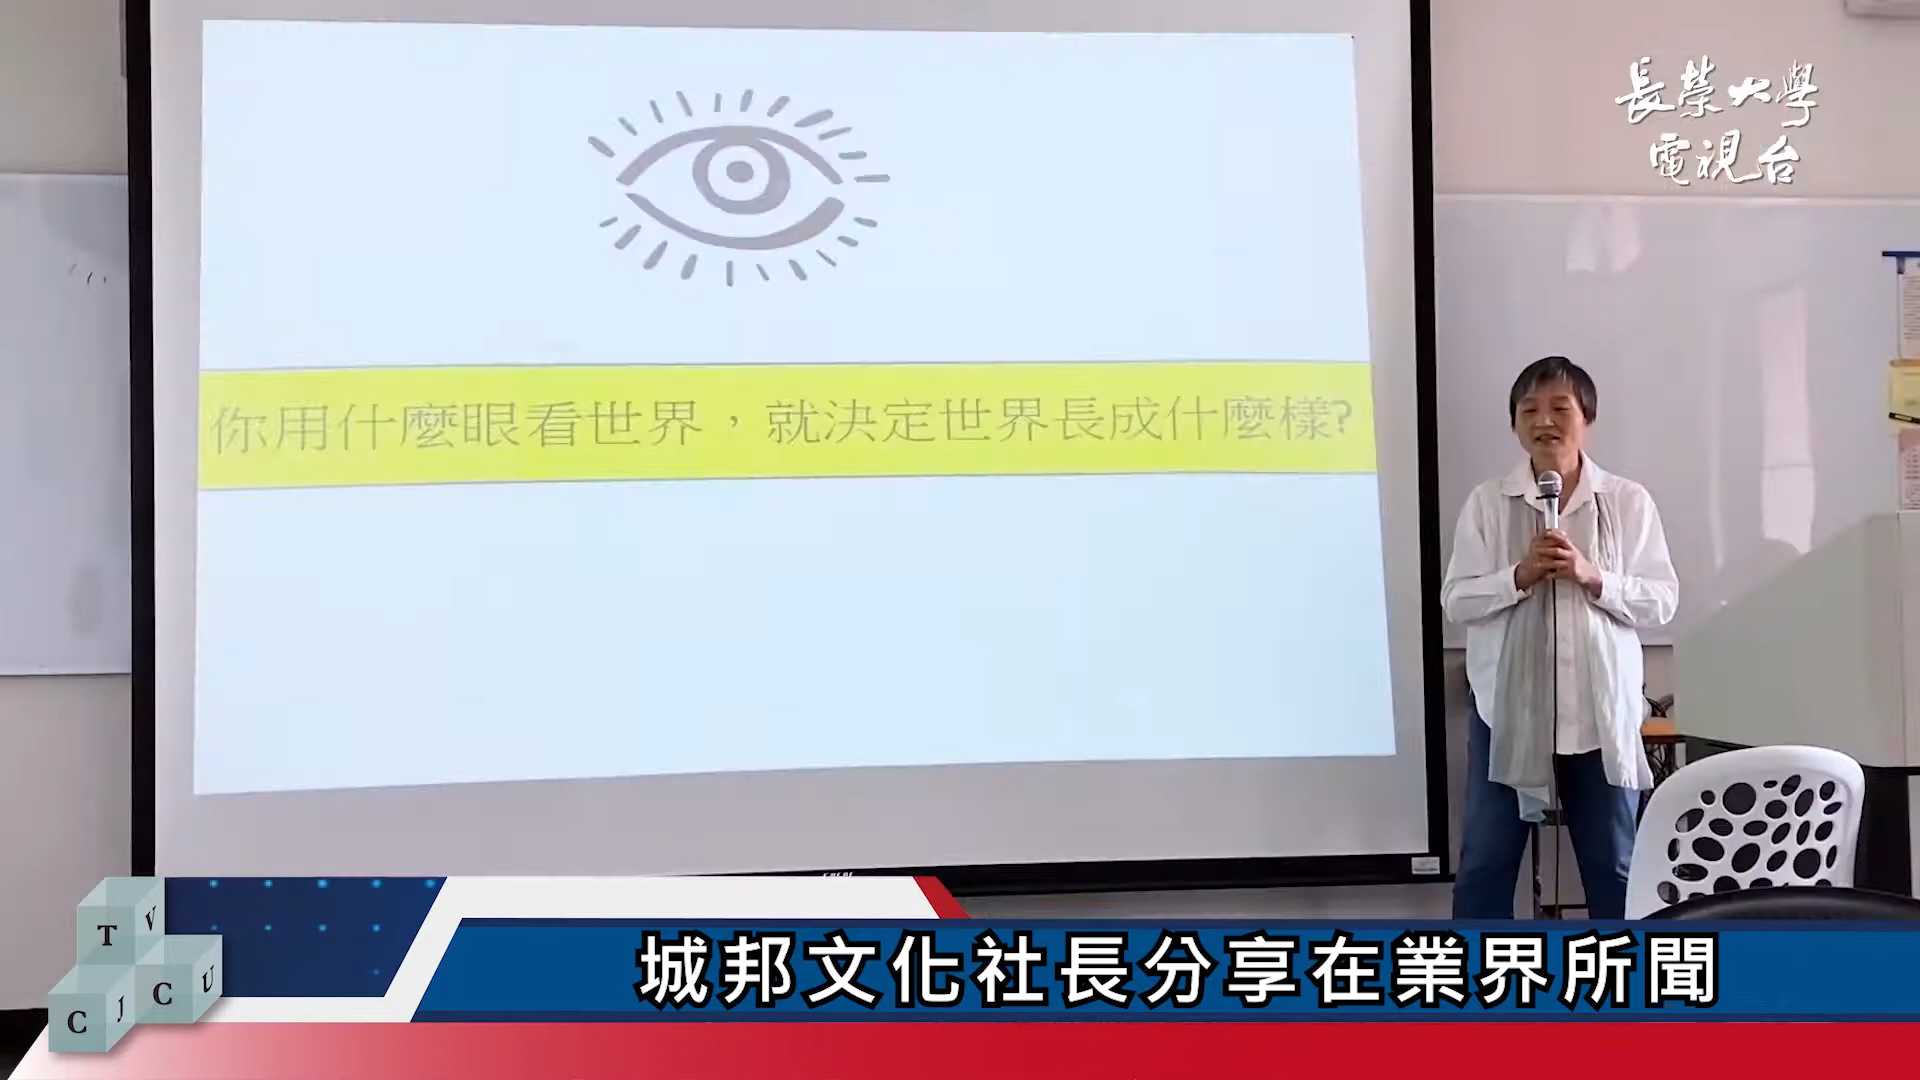 長榮大學
電視台
你用什麼眼看世界，就決定世界長成什麼樣?
T V
C J C U
城邦文化社長分享在業界所聞